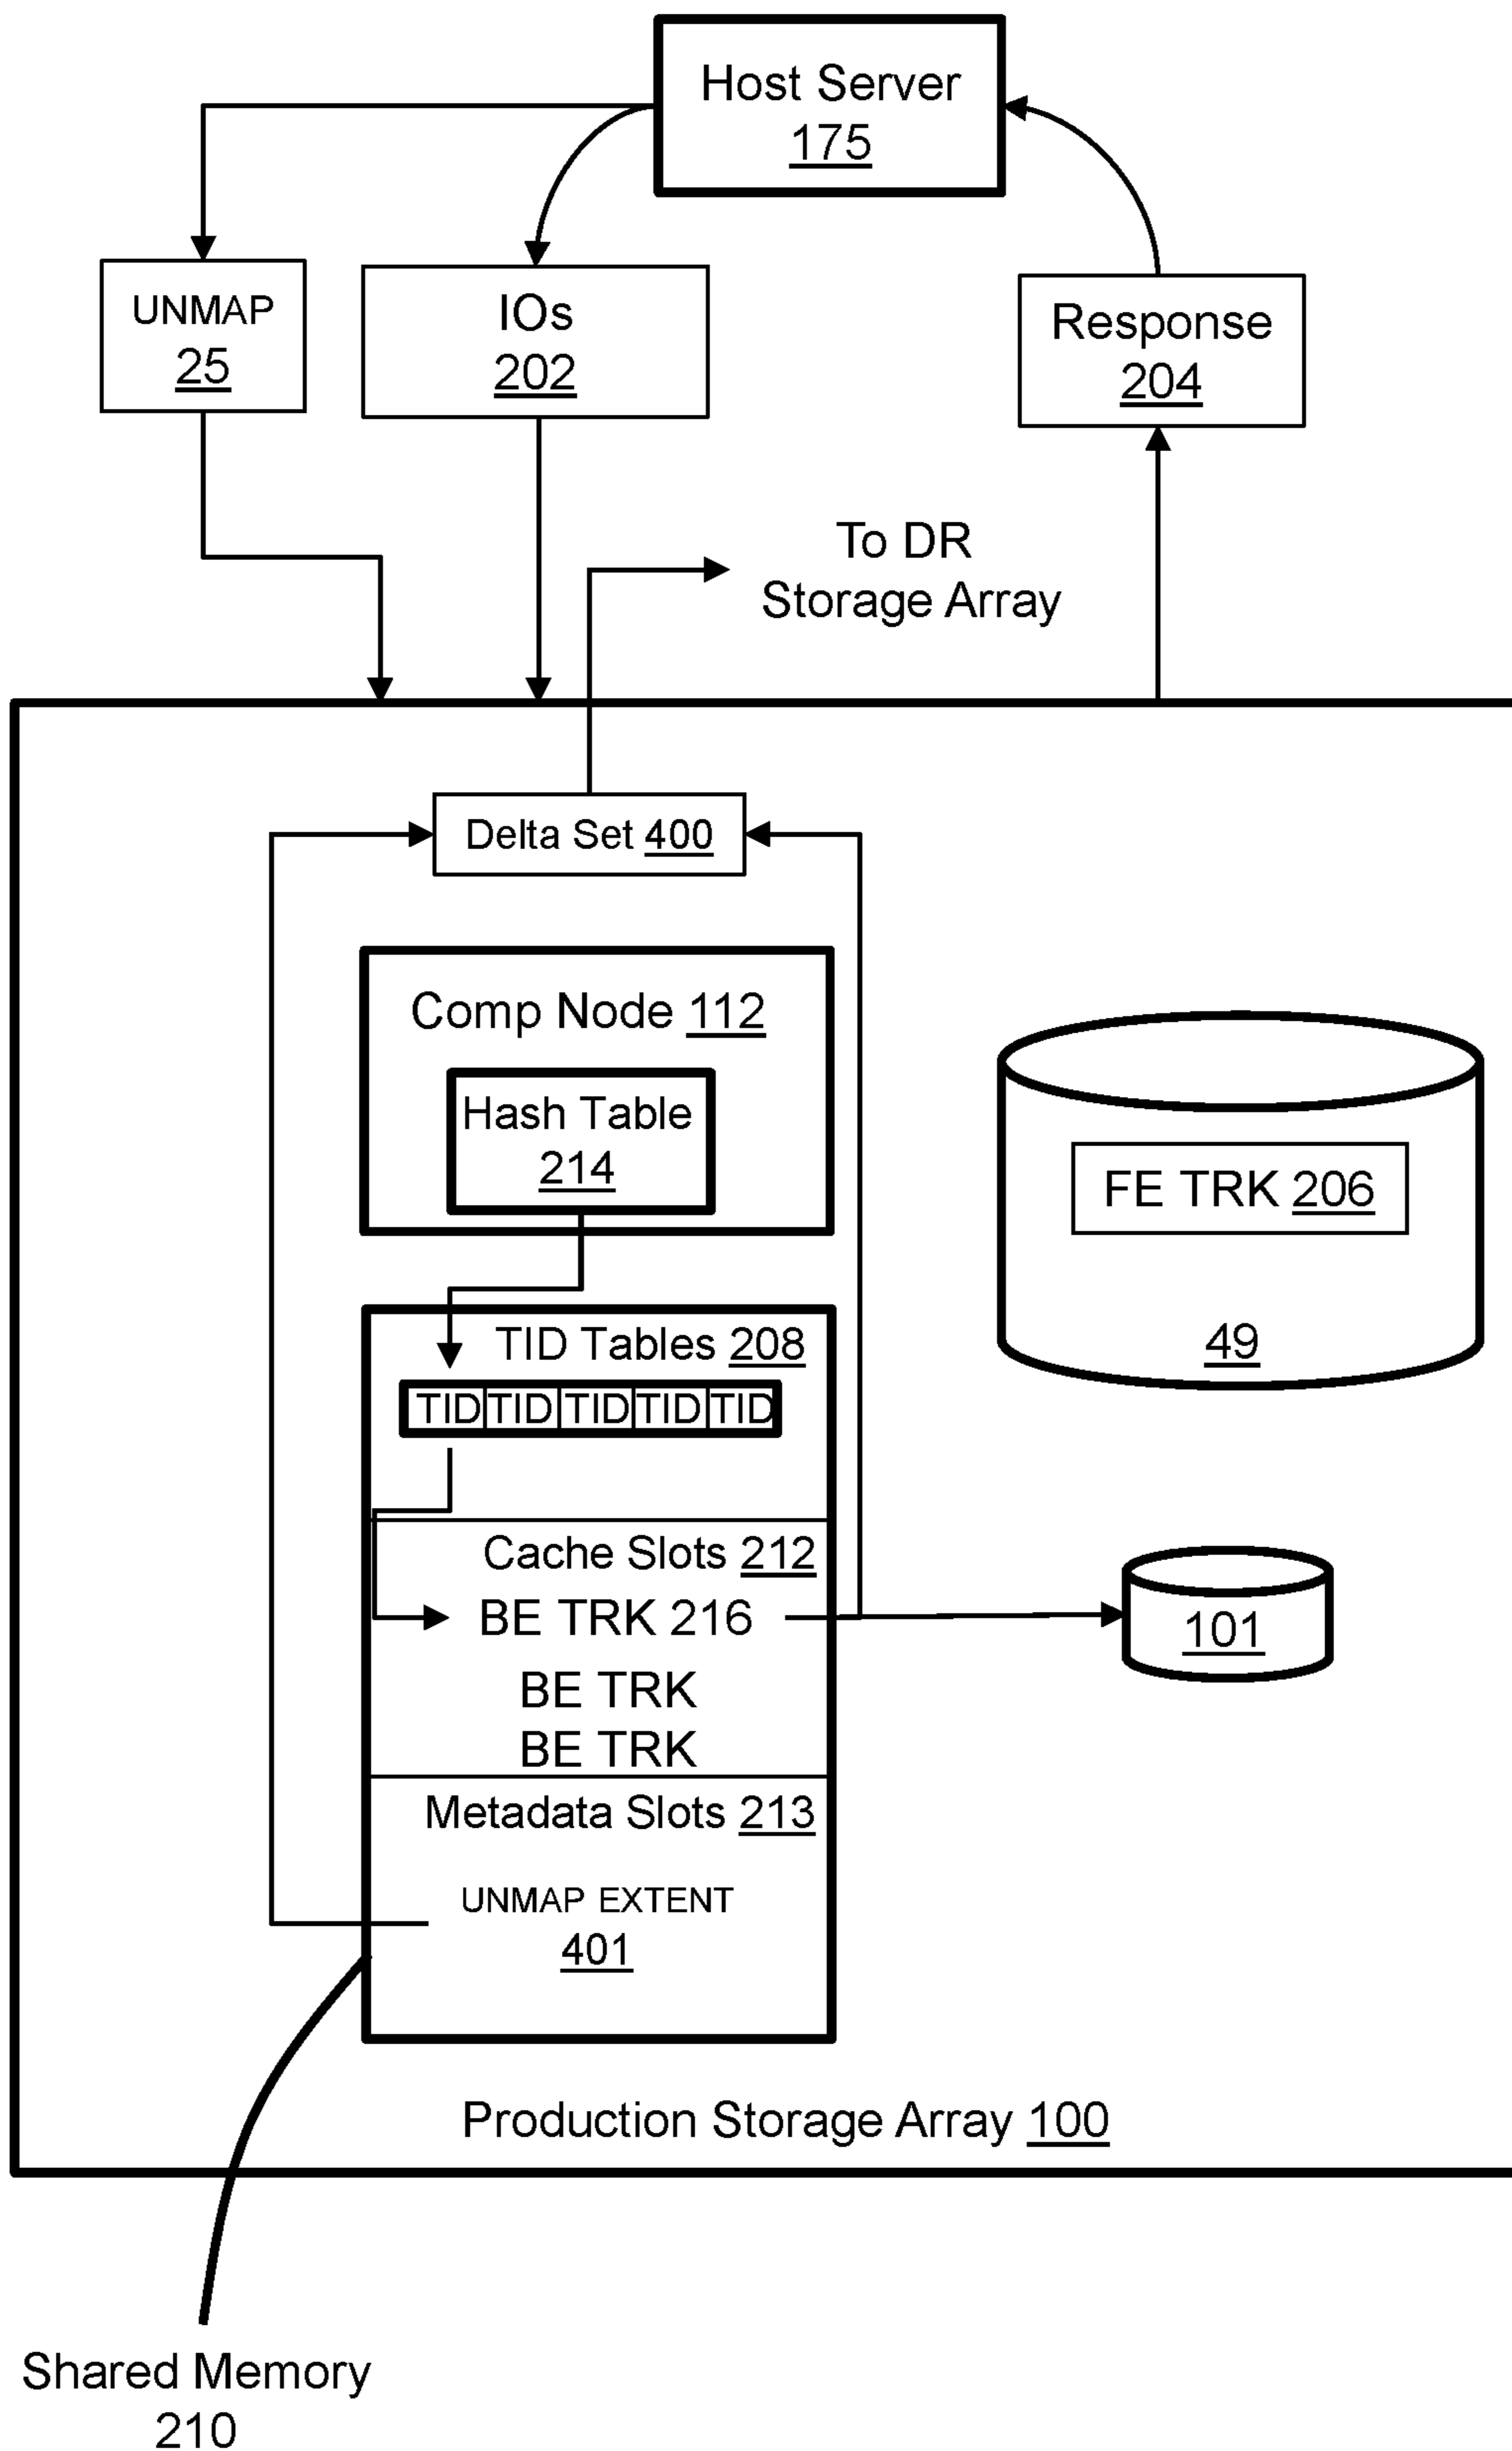 Host Server
175
UNMAP
25
IOs
202
Response
204
To DR
Storage Array
Delta Set 400
Comp Node 112
Hash Table
214
FE TRK 206
49
TID Tables 208
TID TID TID TID TID
Cache Slots 212
BE TRK 216
101
BE TRK
BE TRK
Metadata Slots 213
UNMAP EXTENT
401
Production Storage Array 100
Shared Memory
210